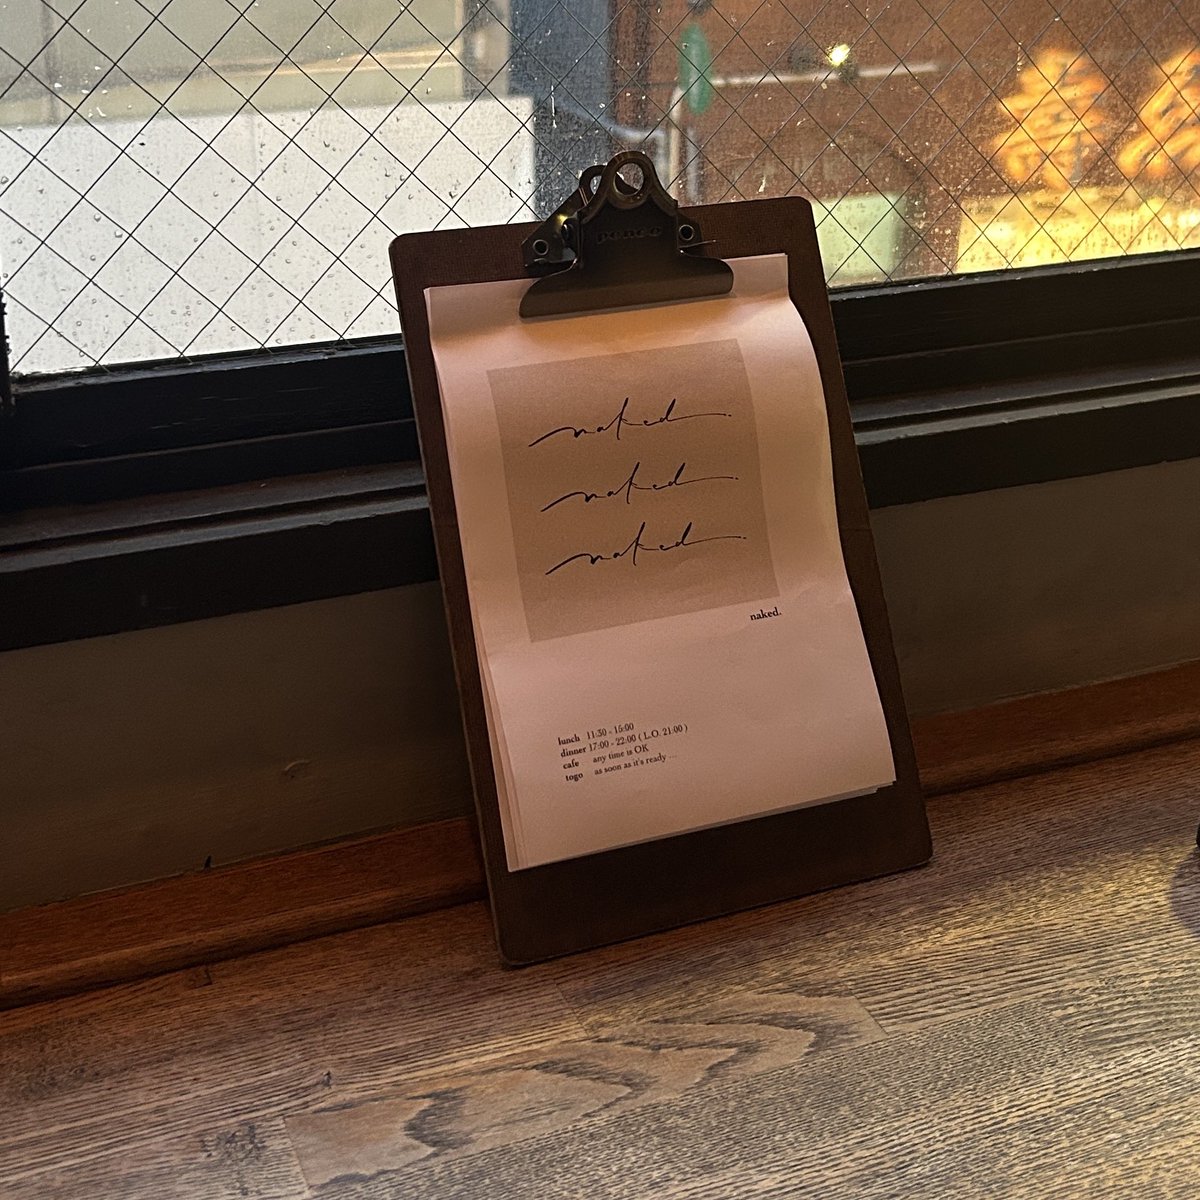 penco
naked.
naked.
naked.
naked.
lunch 11:30 - 15:00
dinner 17:00 - 22:00 ( L.O. 21:00 )
cafe any time is OK
togo as soon as it's ready ...